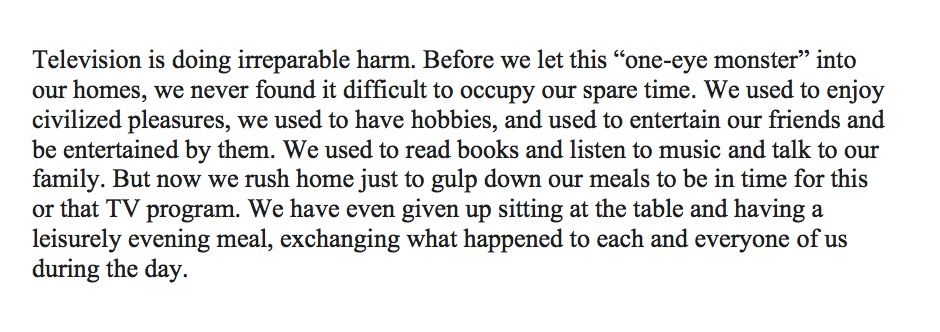 Television is doing irreparable harm. Before we let this “one-eye monster” into
our homes, we never found it difficult to occupy our spare time. We used to enjoy
civilized pleasures, we used to have hobbies, and used to entertain our friends and
be entertained by them. We used to read books and listen to music and talk to our
family. But now we rush home just to gulp down our meals to be in time for this
or that TV program. We have even given up sitting at the table and having a
leisurely evening meal, exchanging what happened to each and everyone of us
during the day.